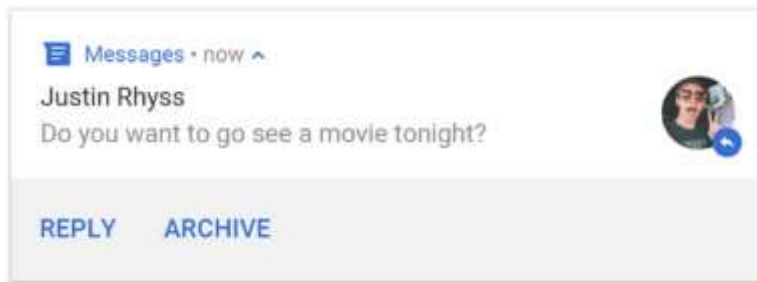 Messages • now
Justin Rhyss
Do you want to go see a movie tonight?
REPLY ARCHIVE